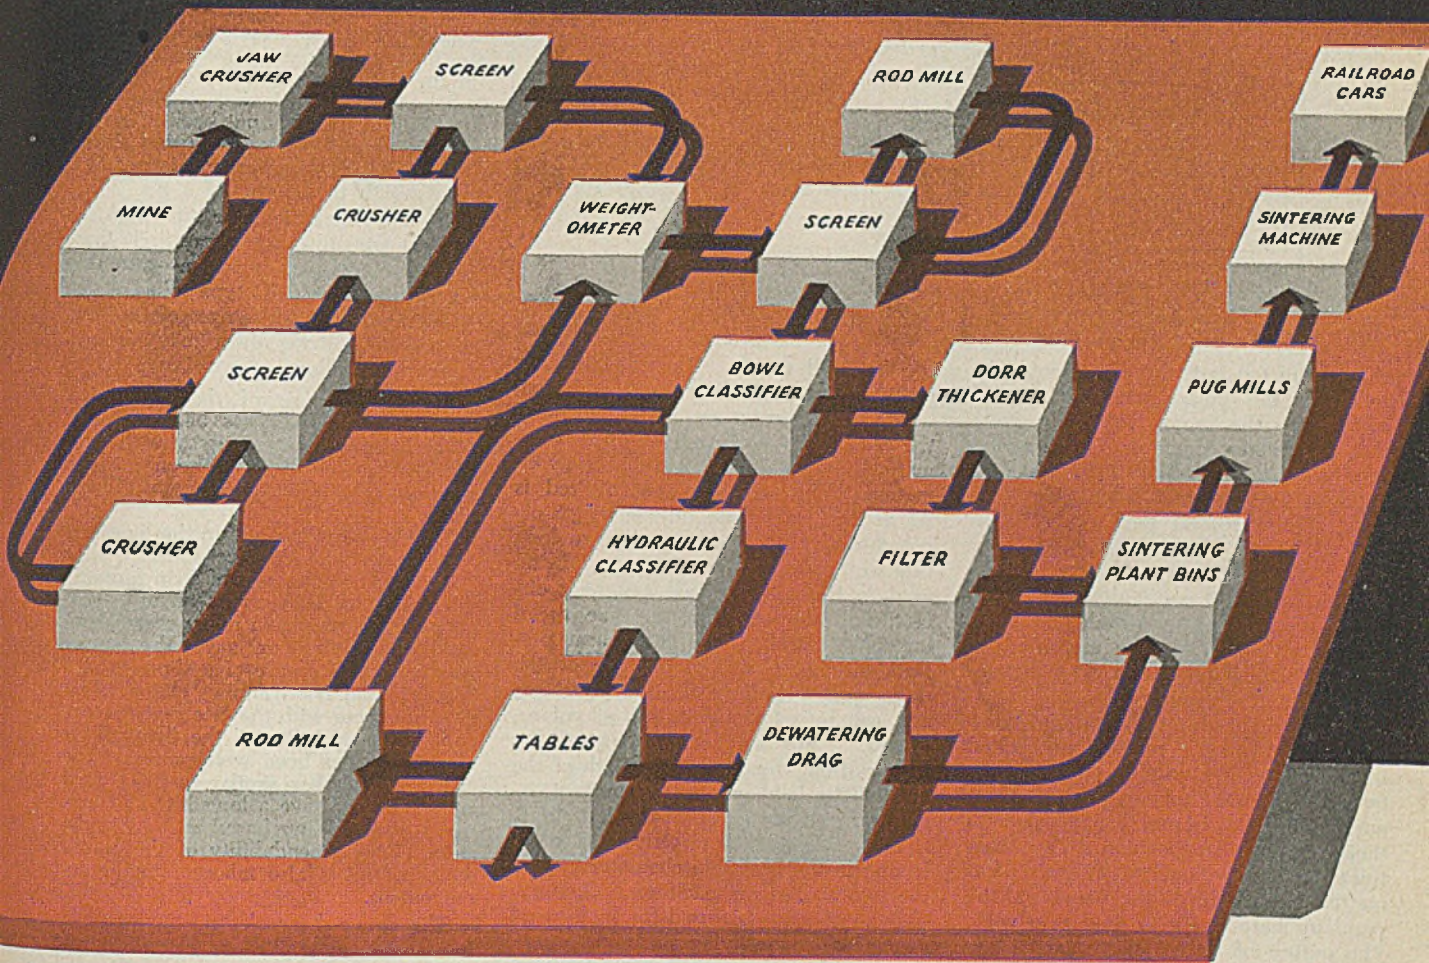 JAW
CRUSHER
SCREEN
ROD MILL
RAILROAD
CARS
MINE
CRUSHER
WEIGHT-
OMETER
SCREEN
SINTERING
MACHINE
SCREEN
BOWL
CLASSIFIER
DORR
THICKENER
PUG MILLS
CRUSHER
HYDRAULIC
CLASSIFIER
FILTER
SINTERING
PLANT BINS
ROD MILL
TABLES
DEWATERING
DRAG